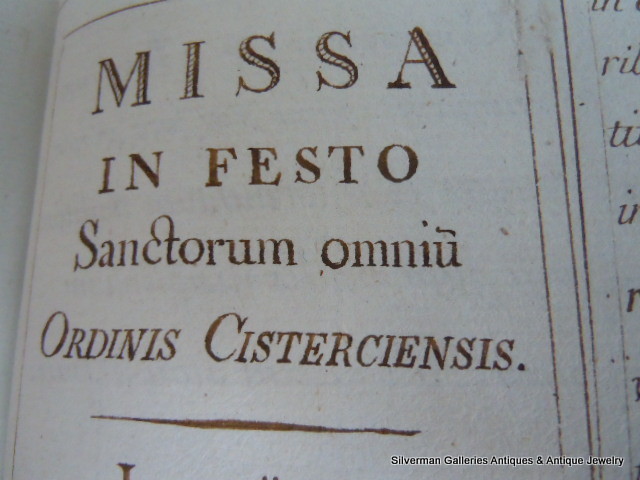 MISSA
IN FESTO
Sanctorum omniū
ORDINIS CISTERCIENSIS.
Silverman Galleries Antiques & Antique Jewelry